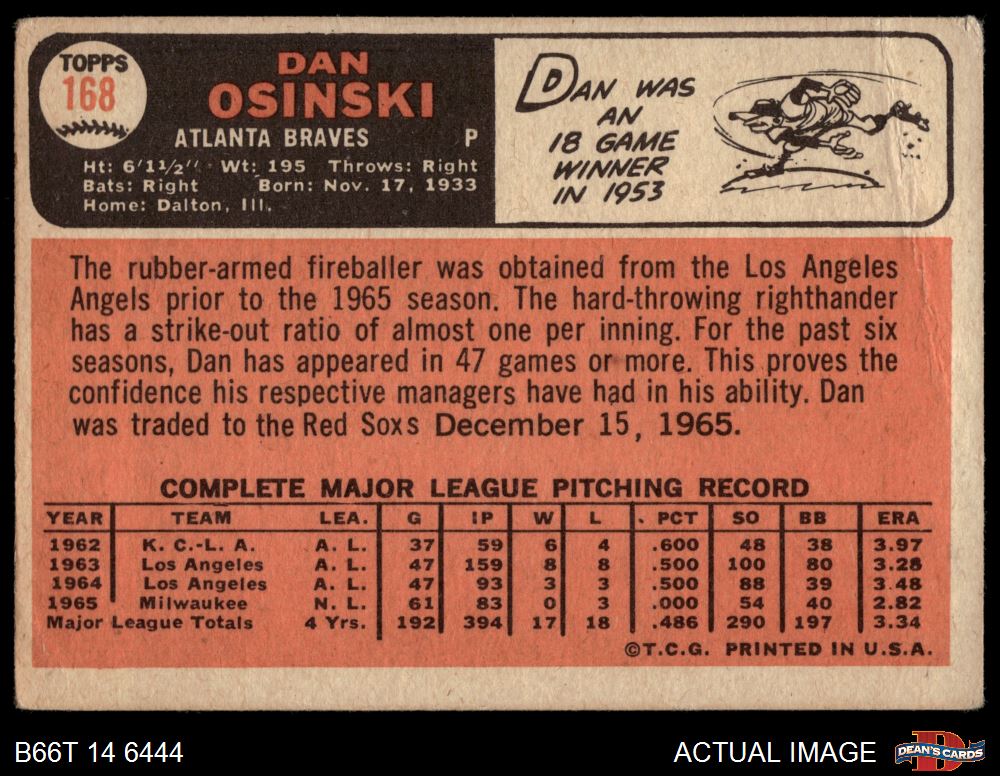 TOPPS
168
DAN
OSINSKI
ATLANTA BRAVES P
Ht: 6'11/2" Wt: 195 Throws: Right
Bats: Right Born: Nov. 17, 1933
Home: Dalton, Ill.
DAN WAS
AN
18 GAME
WINNER
IN 1953
The rubber-armed fireballer was obtained from the Los Angeles
Angels prior to the 1965 season. The hard-throwing righthander
has a strike-out ratio of almost one per inning. For the past six
seasons, Dan has appeared in 47 games or more. This proves the
confidence his respective managers have had in his ability. Dan
was traded to the Red Soxs December 15, 1965.
COMPLETE MAJOR LEAGUE PITCHING RECORD
YEAR TEAM LEA. G IP W L PCT SO BB ERA
1962 K. C.-L. A. A. L. 37 59 6 4 .600 48 38 3.97
1963 Los Angeles A. L. 47 159 8 8 .500 100 80 3.28
1964 Los Angeles A. L. 47 93 3 3 .500 88 39 3.48
1965 Milwaukee N. L. 61 83 0 3 .000 54 40 2.82
Major League Totals 4 Yrs. 192 394 17 18 .486 290 197 3.34
©T.C.G. PRINTED IN U.S.A.
B66T 14 6444
ACTUAL IMAGE
DEAN'S CARDS